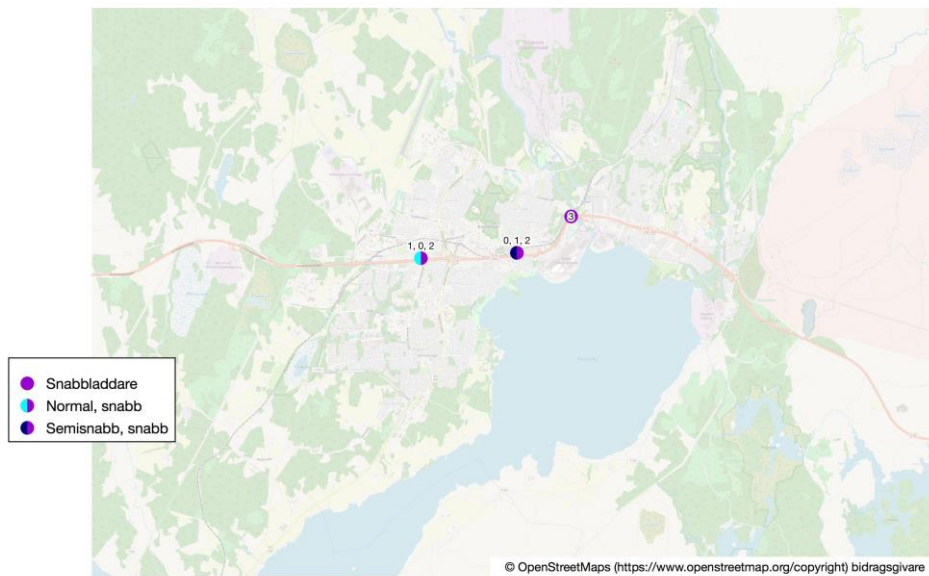 3
0, 1, 2
1, 0, 2
Snabbladdare
Normal, snabb
Semisnabb, snabb
© OpenStreetMaps (https://www.openstreetmap.org/copyright) bidragsgivare